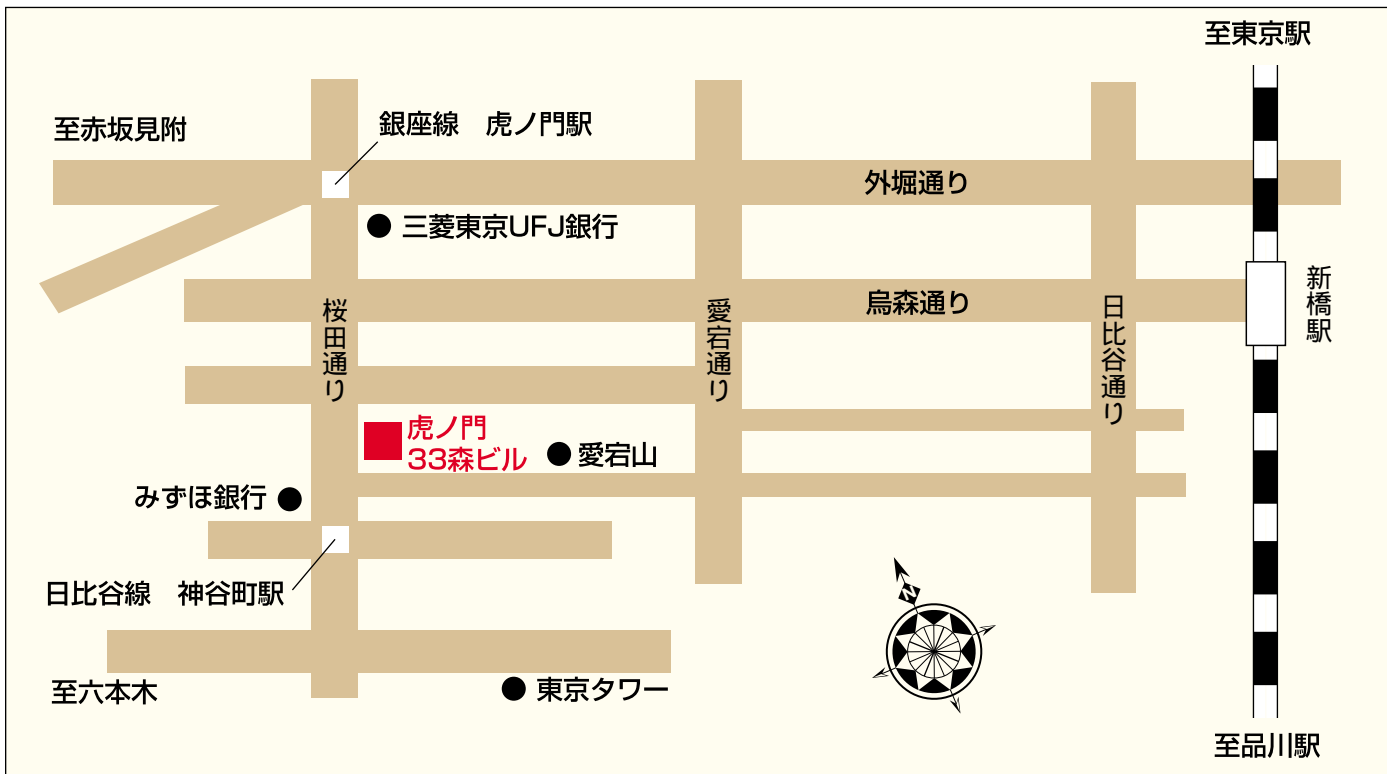 至東京駅
銀座線　虎ノ門駅
至赤坂見附
外堀通り
三菱東京UFJ銀行
新橋駅
烏森通り
桜田通り
愛宕通り
日比谷通り
虎ノ門
33森ビル
愛宕山
みずほ銀行
日比谷線　神谷町駅
N
至六本木
東京タワー
至品川駅